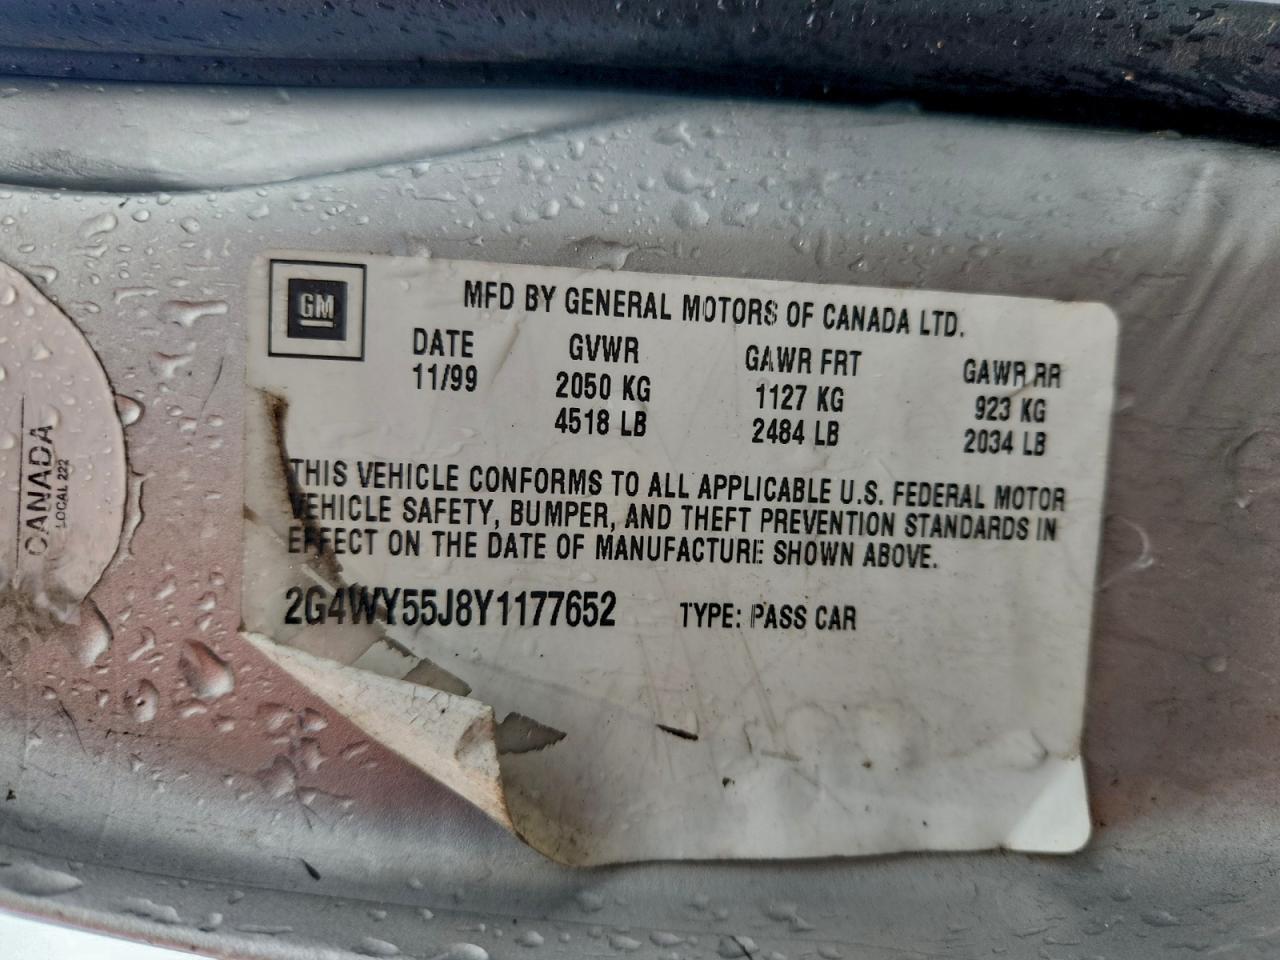 GM
MFD BY GENERAL MOTORS OF CANADA LTD.
DATE GVWR GAWR FRT GAWR RR
11/99 2050 KG 1127 KG 923 KG
4518 LB 2484 LB 2034 LB
THIS VEHICLE CONFORMS TO ALL APPLICABLE U.S. FEDERAL MOTOR
VEHICLE SAFETY, BUMPER, AND THEFT PREVENTION STANDARDS IN
EFFECT ON THE DATE OF MANUFACTURE SHOWN ABOVE.
2G4WY55J8Y1177652 TYPE: PASS CAR
CANADA
LOCAL 222